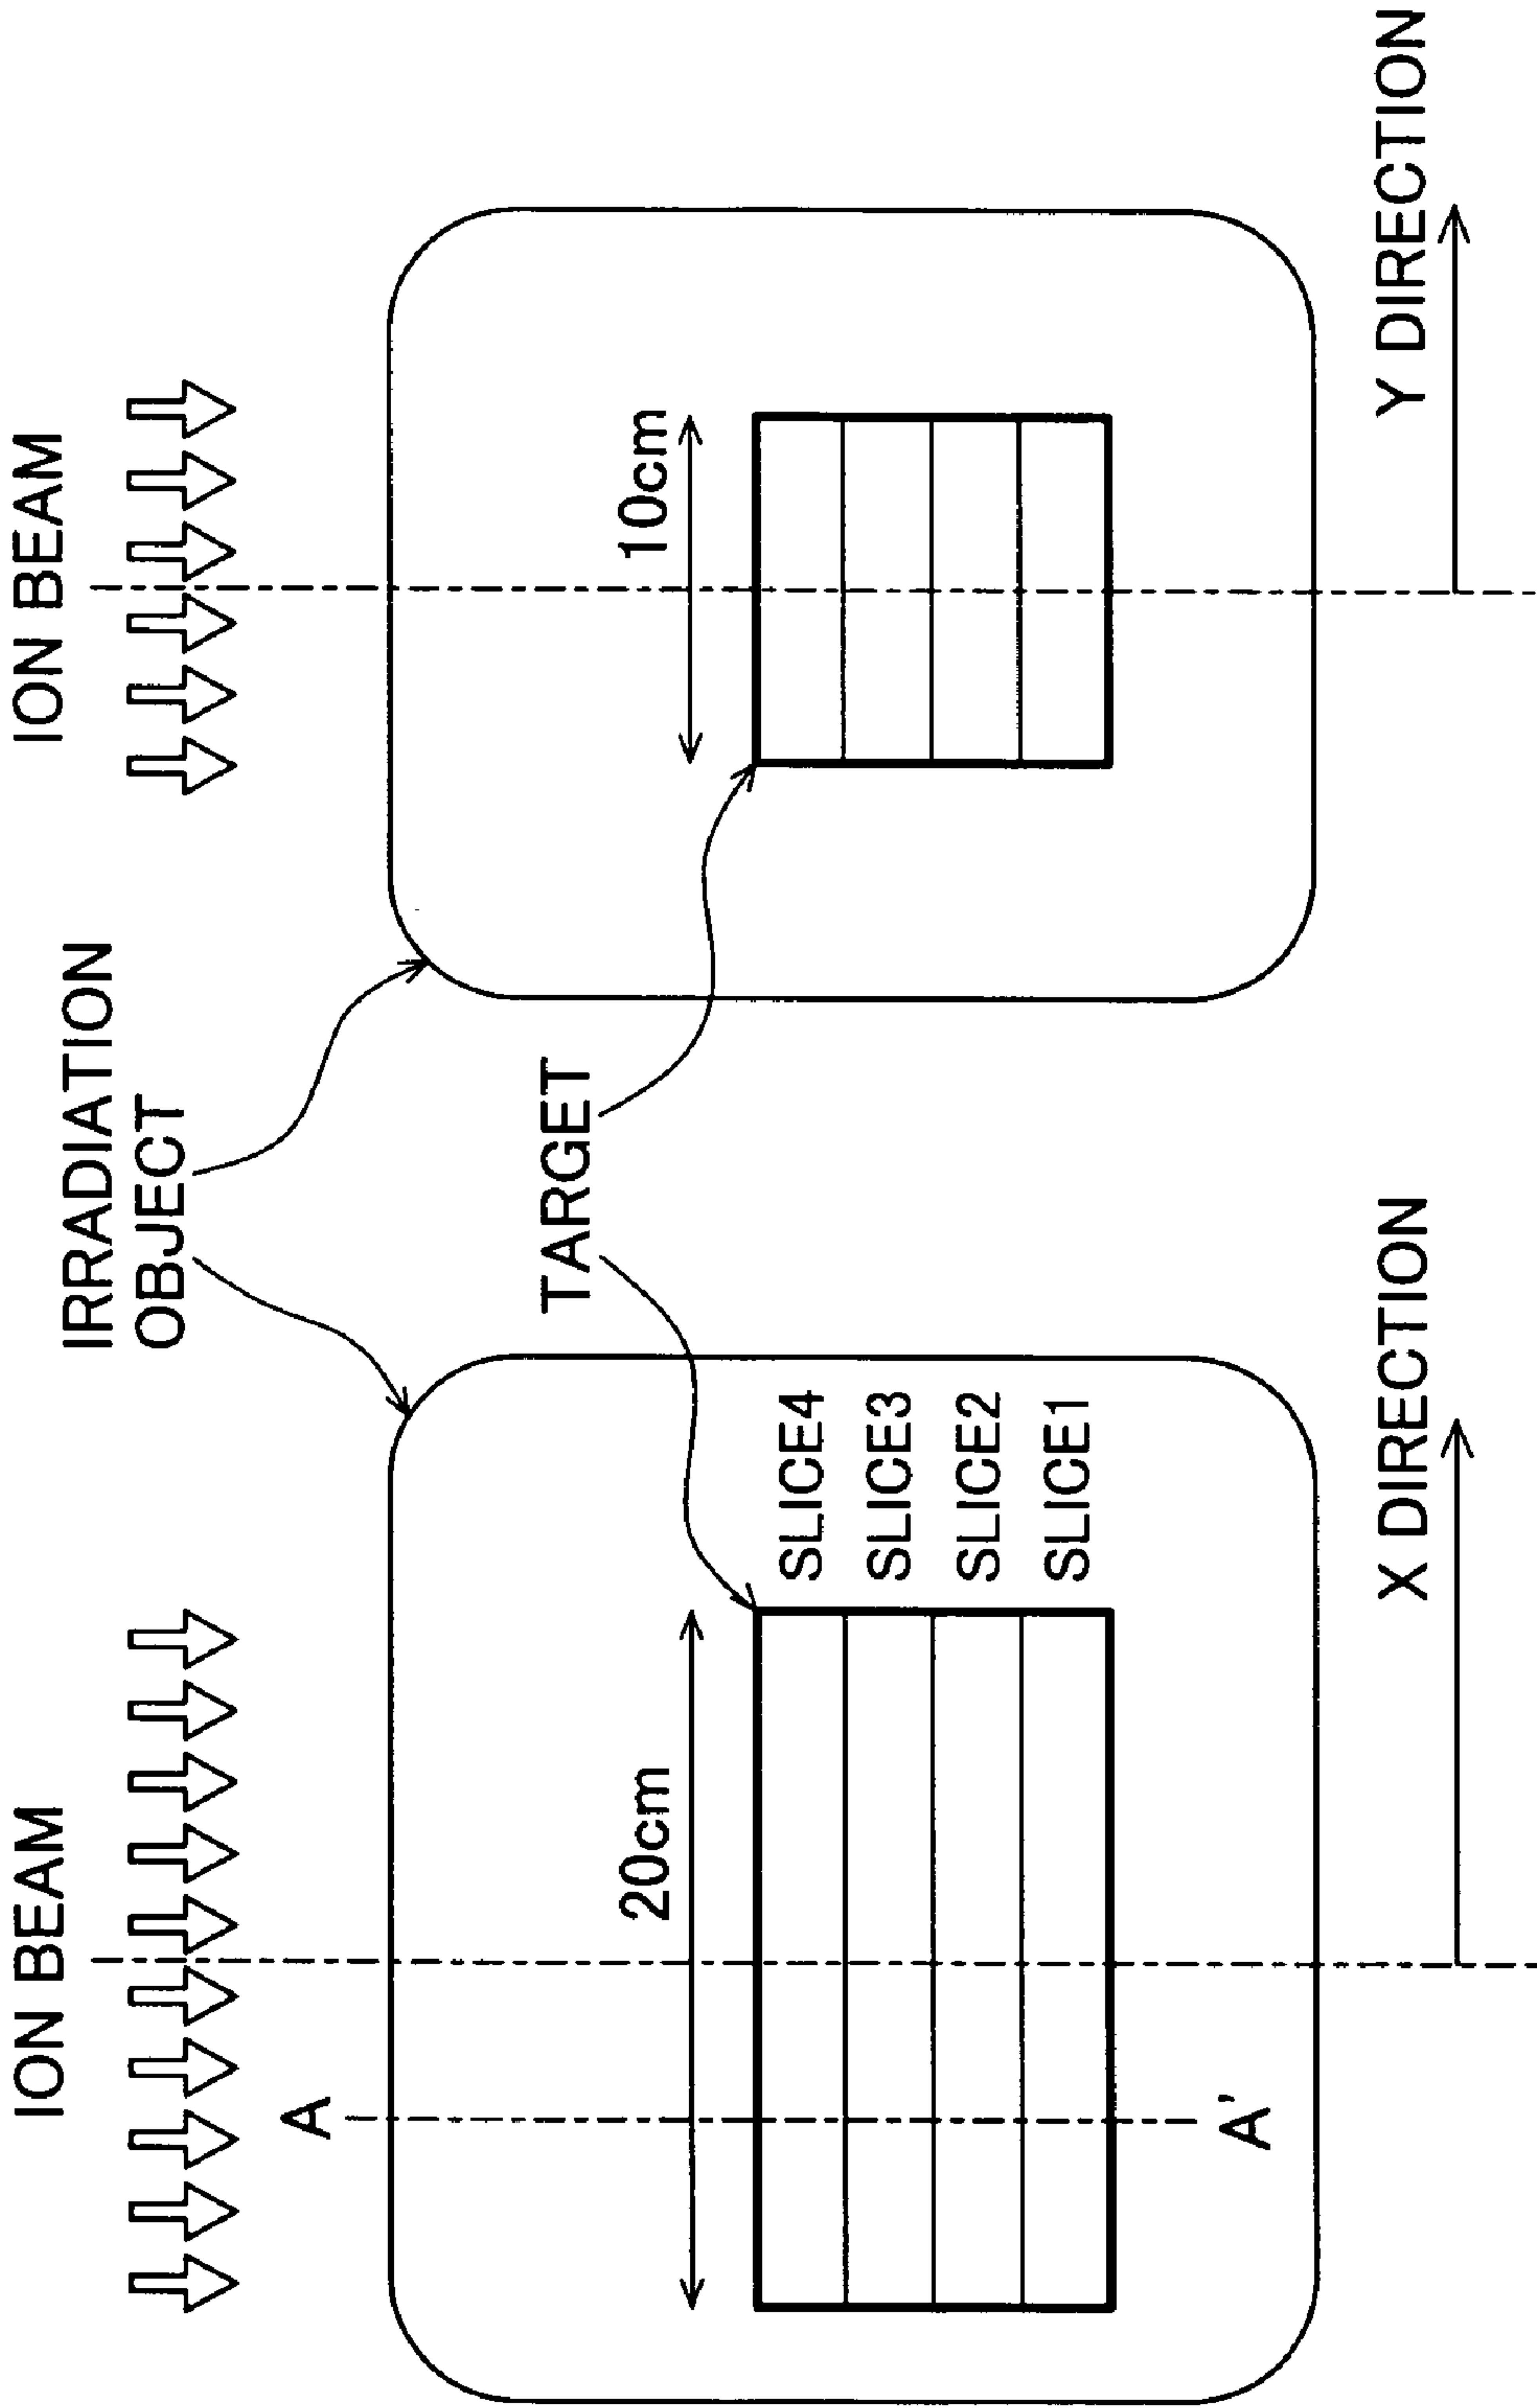 ION BEAM
ION BEAM
IRRADIATION
OBJECT
A
20cm
TARGET
10cm
SLICE4
SLICE3
SLICE2
SLICE1
A'
X DIRECTION
Y DIRECTION